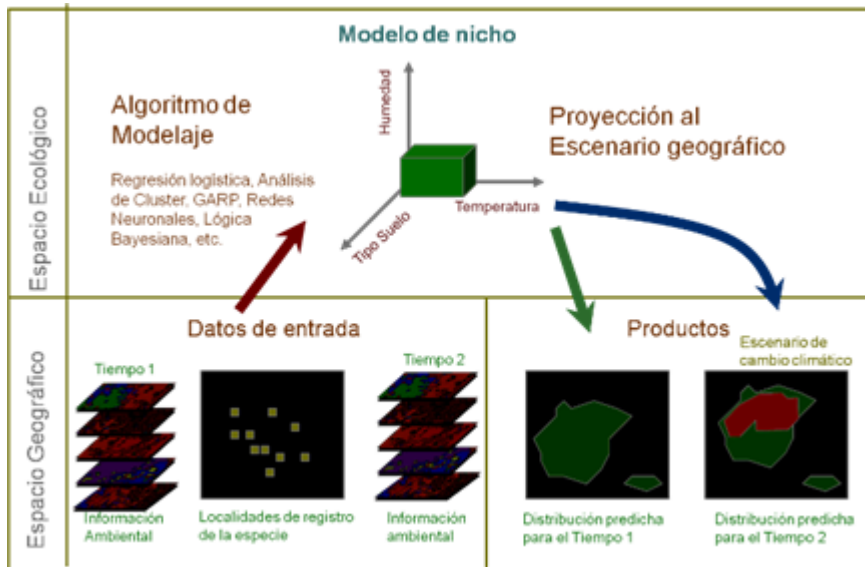 Modelo de nicho
Espacio Ecológico
Algoritmo de
Modelaje
Regresión logística, Análisis
de Cluster, GARP, Redes
Neuronales, Lógica
Bayesiana, etc.
Humedad
Temperatura
Tipo Suelo
Proyección al
Escenario geográfico
Espacio Geográfico
Datos de entrada
Tiempo 1
Información
Ambiental
Localidades de registro
de la especie
Tiempo 2
Información
ambiental
Productos
Escenario de
cambio climático
Distribución predicha
para el Tiempo 1
Distribución predicha
para el Tiempo 2